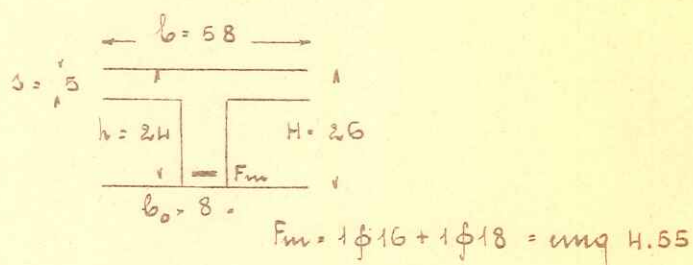 b = 58
s = 5
h = 24
H = 26
Fm
b₀ = 8
Fm = 1 ϕ 16 + 1 ϕ 18 = cmq 4.55